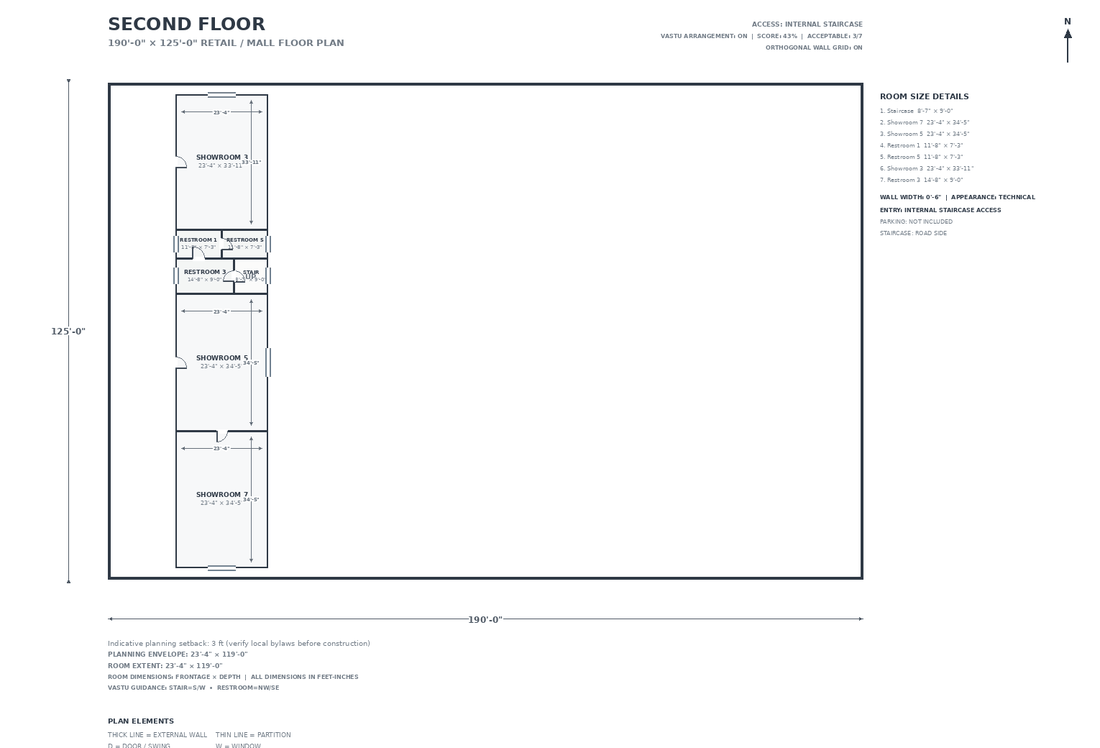 SECOND FLOOR
190'-0" × 125'-0" RETAIL / MALL FLOOR PLAN
ACCESS: INTERNAL STAIRCASE
VASTU ARRANGEMENT: ON | SCORE: 43% | ACCEPTABLE: 3/7
ORTHOGONAL WALL GRID: ON
N
ROOM SIZE DETAILS
1. Staircase 8'-7" × 9'-0"
2. Showroom 7 23'-4" × 34'-5"
3. Showroom 5 23'-4" × 34'-5"
4. Restroom 1 11'-8" × 7'-3"
5. Restroom 5 11'-8" × 7'-3"
6. Showroom 3 23'-4" × 33'-11"
7. Restroom 3 14'-8" × 9'-0"
WALL WIDTH: 0'-6" | APPEARANCE: TECHNICAL
ENTRY: INTERNAL STAIRCASE ACCESS
PARKING: NOT INCLUDED
STAIRCASE: ROAD SIDE
23'-4"
SHOWROOM 3
23'-4" × 33'-11"
33'-11"
RESTROOM 1
11'-8" × 7'-3"
RESTROOM 5
11'-8" × 7'-3"
RESTROOM 3
14'-8" × 9'-0"
STAIR
UP
23'-4"
SHOWROOM 5
23'-4" × 34'-5"
34'-5"
23'-4"
SHOWROOM 7
23'-4" × 34'-5"
34'-5"
125'-0"
190'-0"
Indicative planning setback: 3 ft (verify local bylaws before construction)
PLANNING ENVELOPE: 23'-4" × 119'-0"
ROOM EXTENT: 23'-4" × 119'-0"
ROOM DIMENSIONS: FRONTAGE × DEPTH | ALL DIMENSIONS IN FEET-INCHES
VASTU GUIDANCE: STAIR=S/W • RESTROOM=NW/SE
PLAN ELEMENTS
THICK LINE = EXTERNAL WALL THIN LINE = PARTITION
D = DOOR / SWING W = WINDOW